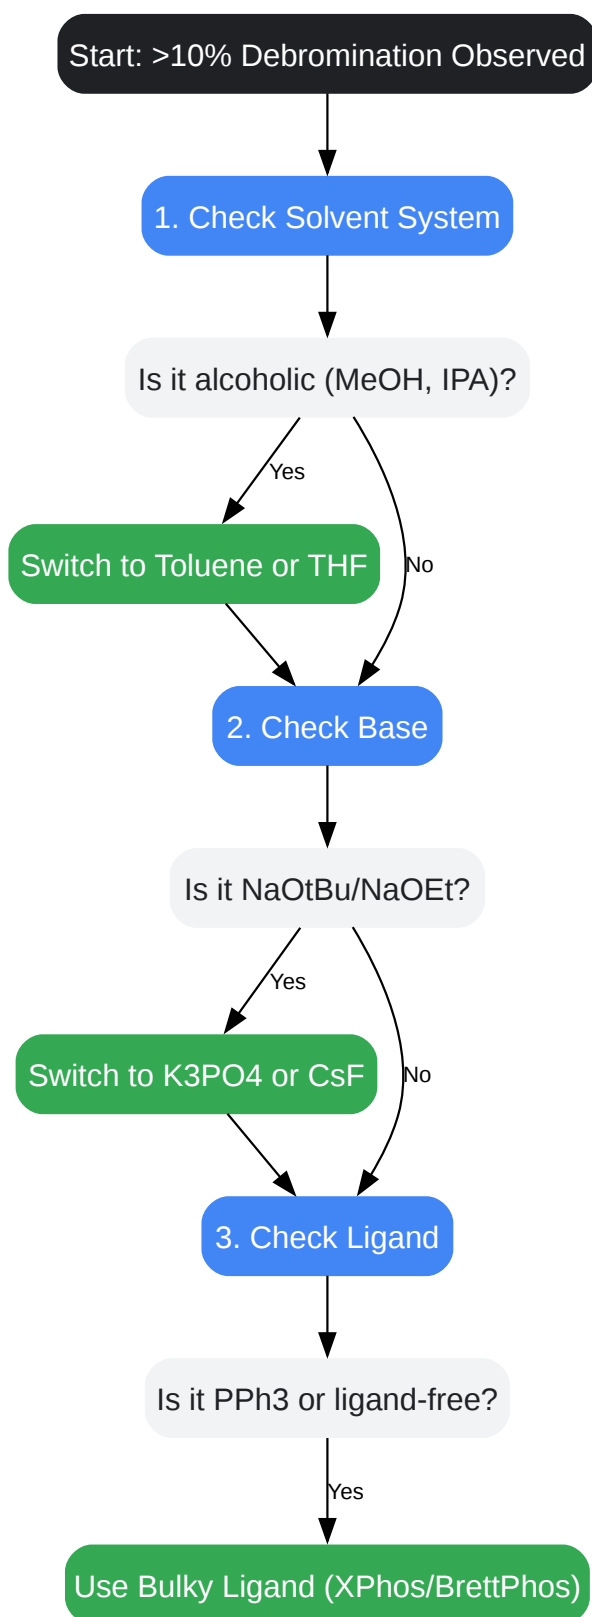 Start: >10% Debromination Observed
1. Check Solvent System
Is it alcoholic (MeOH, IPA)?
Yes
Switch to Toluene or THF
No
2. Check Base
Is it NaOtBu/NaOEt?
Yes
Switch to K3PO4 or CsF
No
3. Check Ligand
Is it PPh3 or ligand-free?
Yes
Use Bulky Ligand (XPhos/BrettPhos)